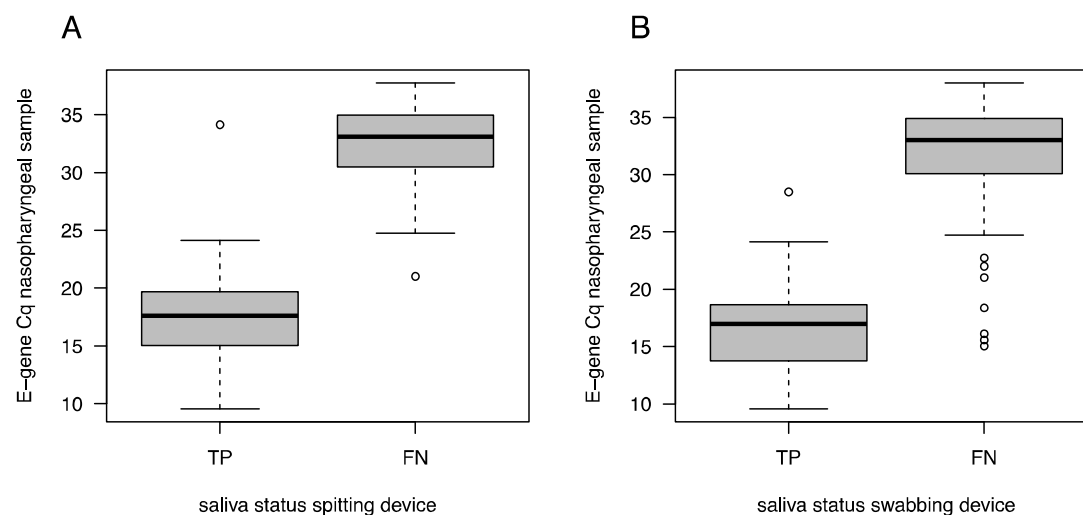 A
E−gene Cq nasopharyngeal sample
35
30
25
20
15
10
TP
FN
saliva status spitting device
B
E−gene Cq nasopharyngeal sample
35
30
25
20
15
10
TP
FN
saliva status swabbing device